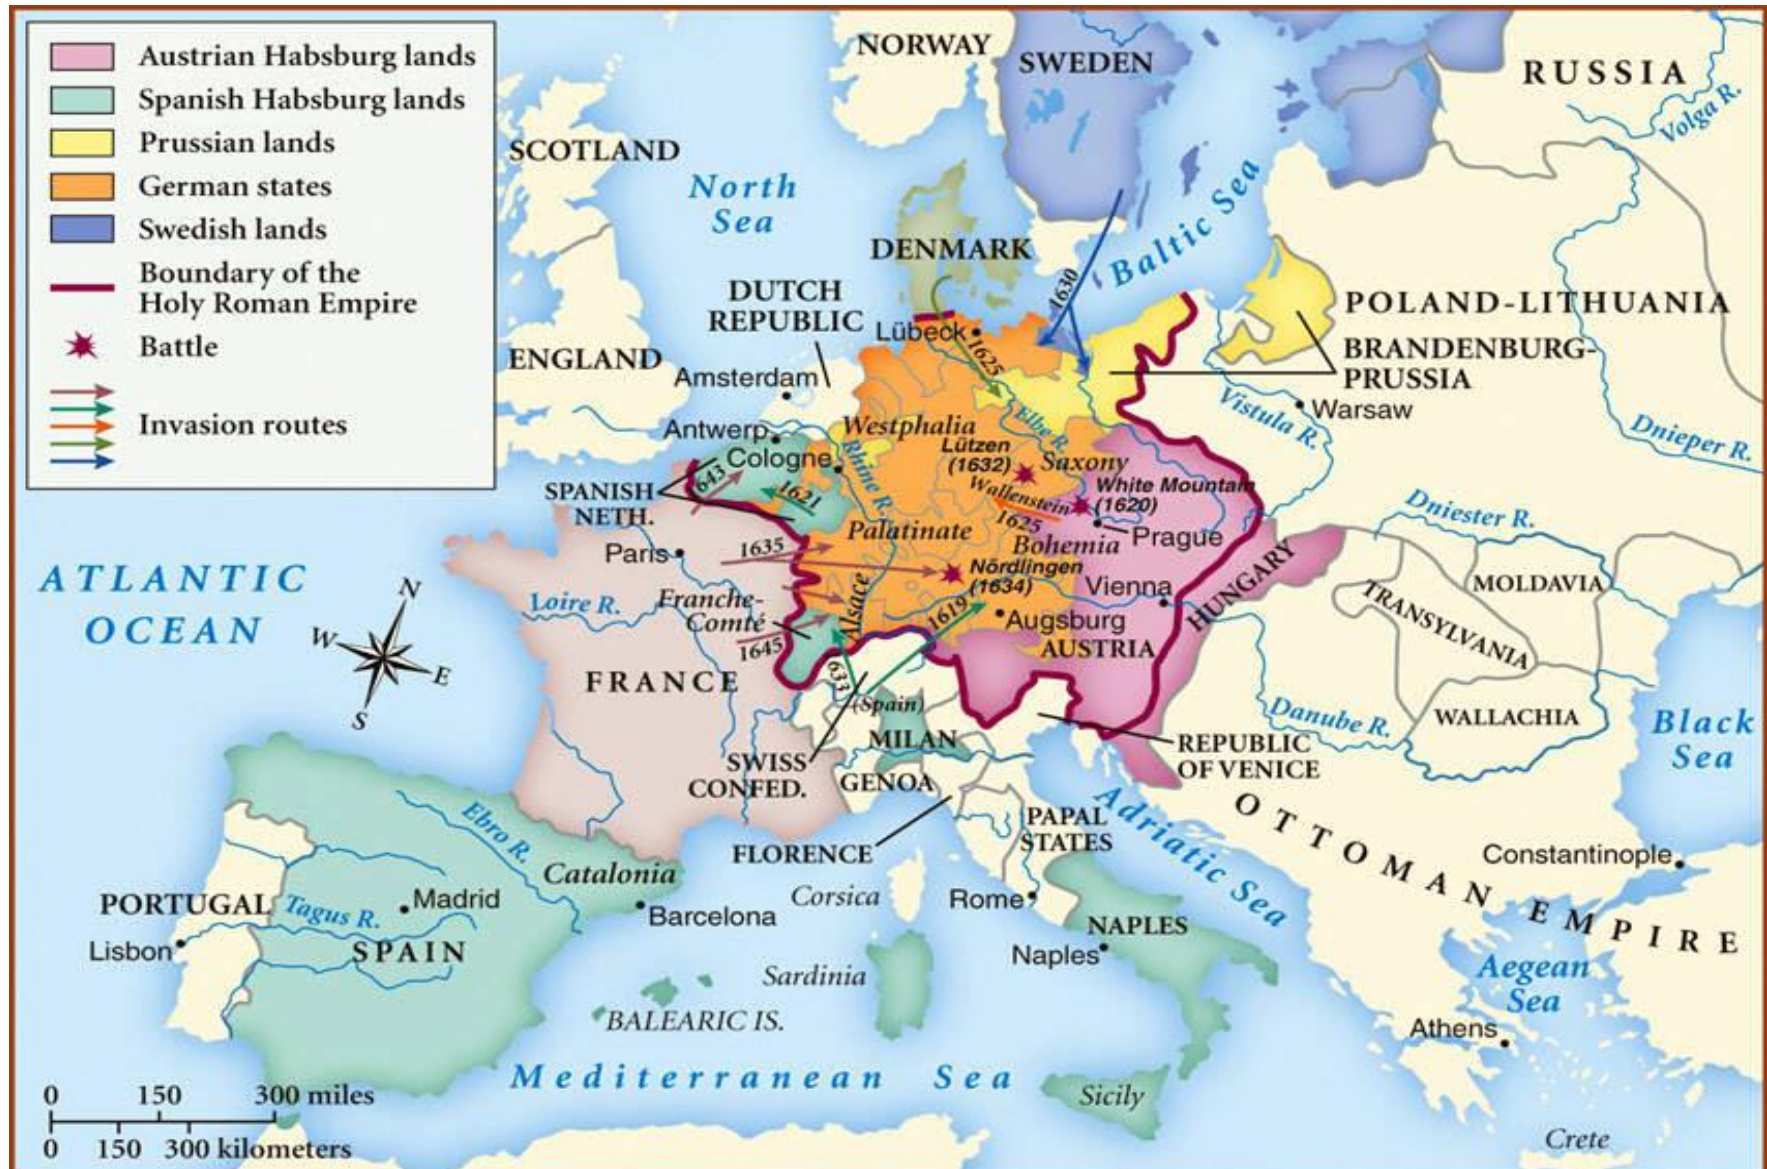 Austrian Habsburg lands
Spanish Habsburg lands
Prussian lands
German states
Swedish lands
Boundary of the
Holy Roman Empire
Battle
Invasion routes
NORWAY
SWEDEN
RUSSIA
Volga R.
SCOTLAND
North
Sea
DENMARK
Baltic Sea
1630
DUTCH
REPUBLIC
Lübeck
1625
POLAND-LITHUANIA
BRANDENBURG-
PRUSSIA
ENGLAND
Amsterdam
Warsaw
Vistula R.
Dnieper R.
Antwerp
Westphalia
Elbe R.
Cologne
Rhine R.
Lützen
(1632)
Saxony
643
1621
Wallenstein
White Mountain
(1620)
SPANISH
NETH.
1625
Prague
Dniester R.
Palatinate
Bohemia
Paris
1635
Nördlingen
(1634)
Vienna
HUNGARY
MOLDAVIA
TRANSYLVANIA
ATLANTIC
OCEAN
N
W
E
S
Loire R.
Franche-
Comté
Alsace
1619
Augsburg
AUSTRIA
1645
633
FRANCE
(Spain)
Danube R.
WALLACHIA
Black
Sea
MILAN
SWISS
CONFED.
GENOA
REPUBLIC
OF VENICE
Ebro R.
PAPAL
STATES
Adriatic Sea
OTTOMAN EMPIRE
FLORENCE
Constantinople
Catalonia
Corsica
Rome
PORTUGAL
Tagus R.
Madrid
Barcelona
NAPLES
Lisbon
SPAIN
Naples
Sardinia
Aegean
Sea
BALEARIC IS.
Athens
Mediterranean Sea
Sicily
0 150 300 miles
0 150 300 kilometers
Crete